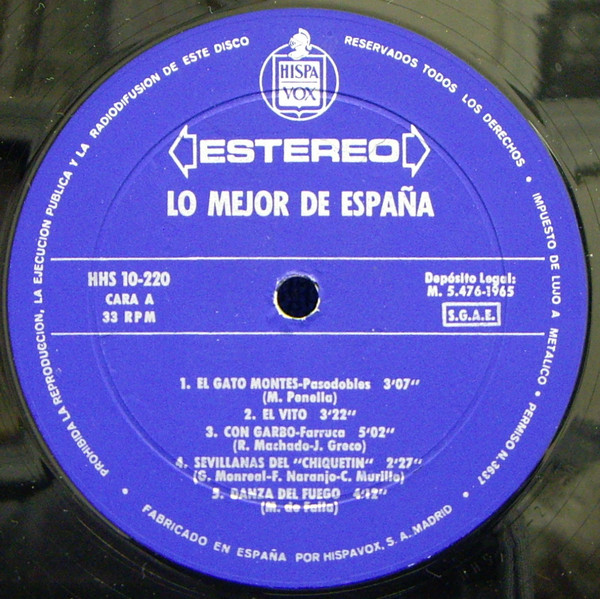 PROHIBIDA LA REPRODUCCION, LA EJECUCION PUBLICA Y LA RADIODIFUSION DE ESTE DISCO
RESERVADOS TODOS LOS DERECHOS • IMPUESTO DE LUJO A METALICO • PERMISO N. 3637 •
HISPA
VOX
ESTEREO
LO MEJOR DE ESPAÑA
HHS 10-220
CARA A
33 RPM
Depósito Legal:
M. 5.476-1965
S.G.A.E.
1. EL GATO MONTES-Pasodobles 3'07"
(M. Penella)
2. EL VITO 3'22"
3. CON GARBO-Farruca 5'02"
(R. Machado-J. Greco)
4. SEVILLANAS DEL "CHIQUETIN" 2'27"
(G. Monreal-F. Naranjo-C. Murillo)
5. DANZA DEL FUEGO 4'12"
(M. de Falla)
• FABRICADO EN ESPAÑA POR HISPAVOX, S. A. MADRID